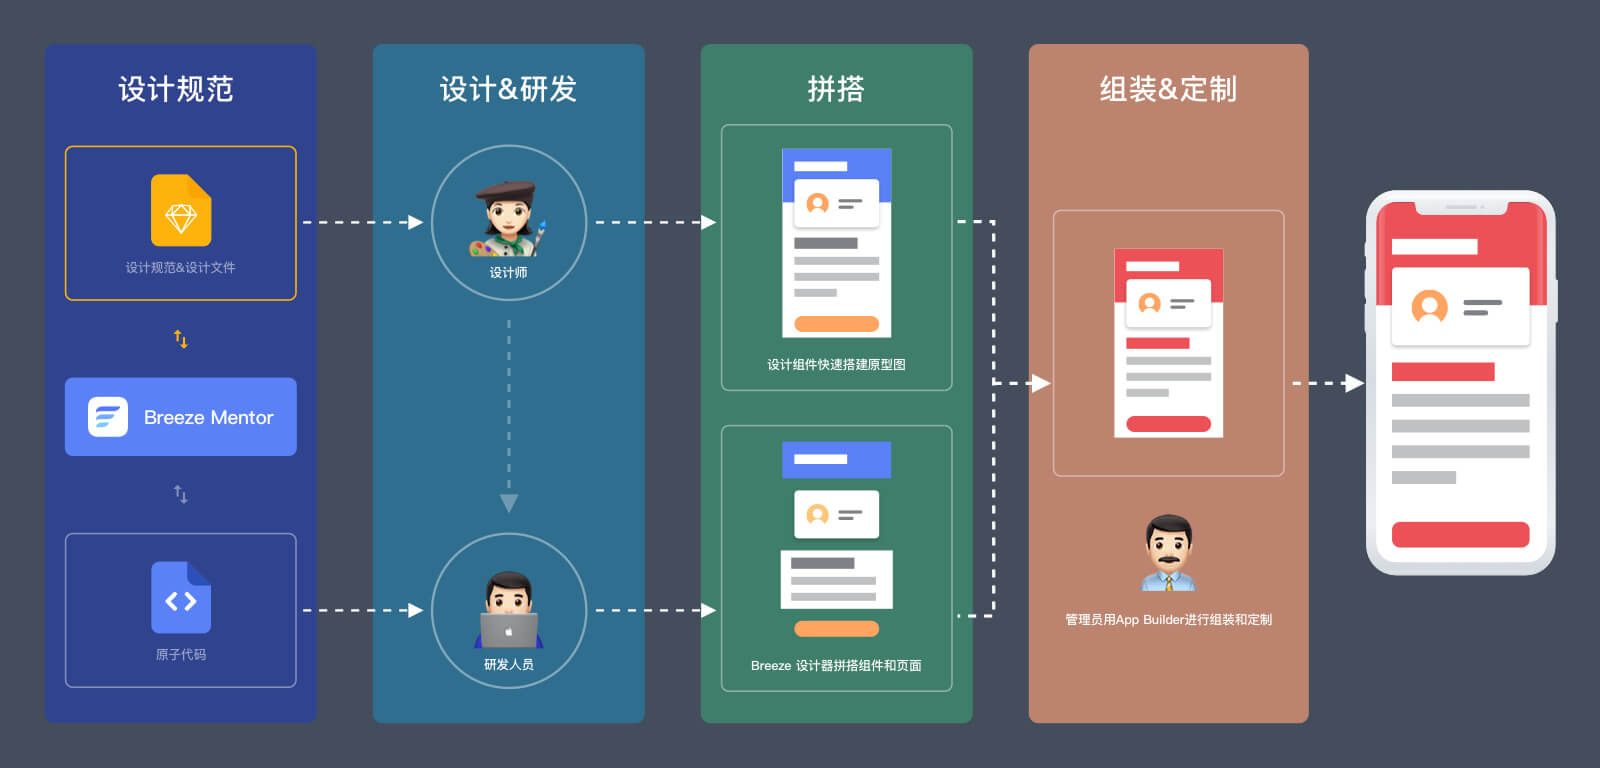 设计规范
设计规范&设计文件
Breeze Mentor
原子代码
设计&研发
设计师
研发人员
拼搭
设计组件快速搭建原型图
Breeze 设计器拼搭组件和页面
组装&定制
管理员用App Builder进行组装和定制